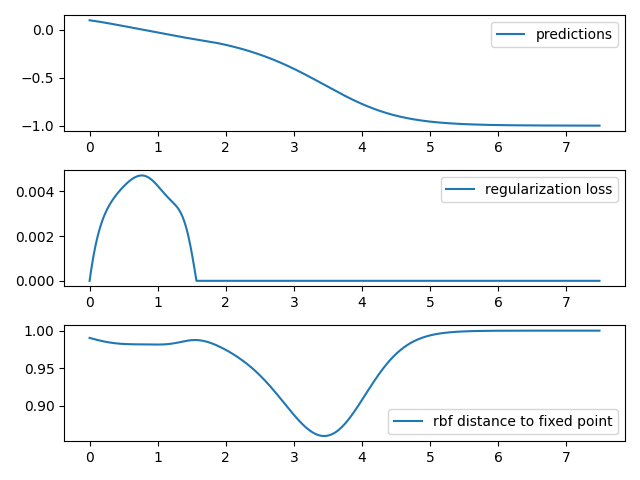 0.0
−0.5
−1.0
predictions
0 1 2 3 4 5 6 7
0.004
0.002
0.000
regularization loss
0 1 2 3 4 5 6 7
1.00
0.95
0.90
rbf distance to fixed point
0 1 2 3 4 5 6 7